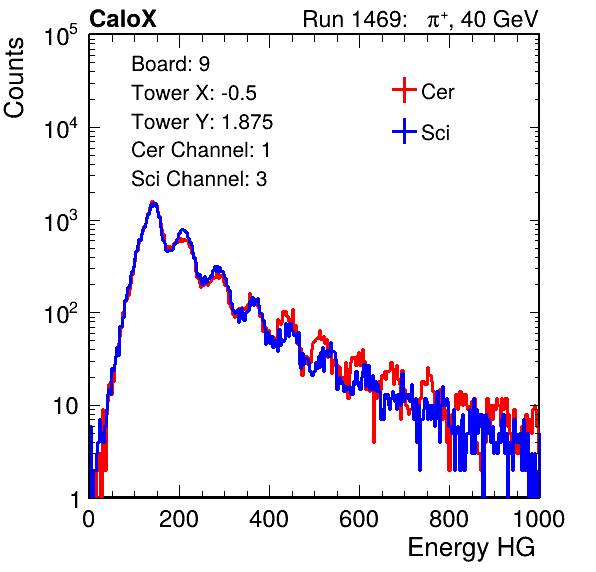 CaloX Run 1469: π⁺, 40 GeV
Counts
Board: 9
Tower X: -0.5
Tower Y: 1.875
Cer Channel: 1
Sci Channel: 3
Cer
Sci
10⁵
10⁴
10³
10²
10
1
0 200 400 600 800 1000
Energy HG